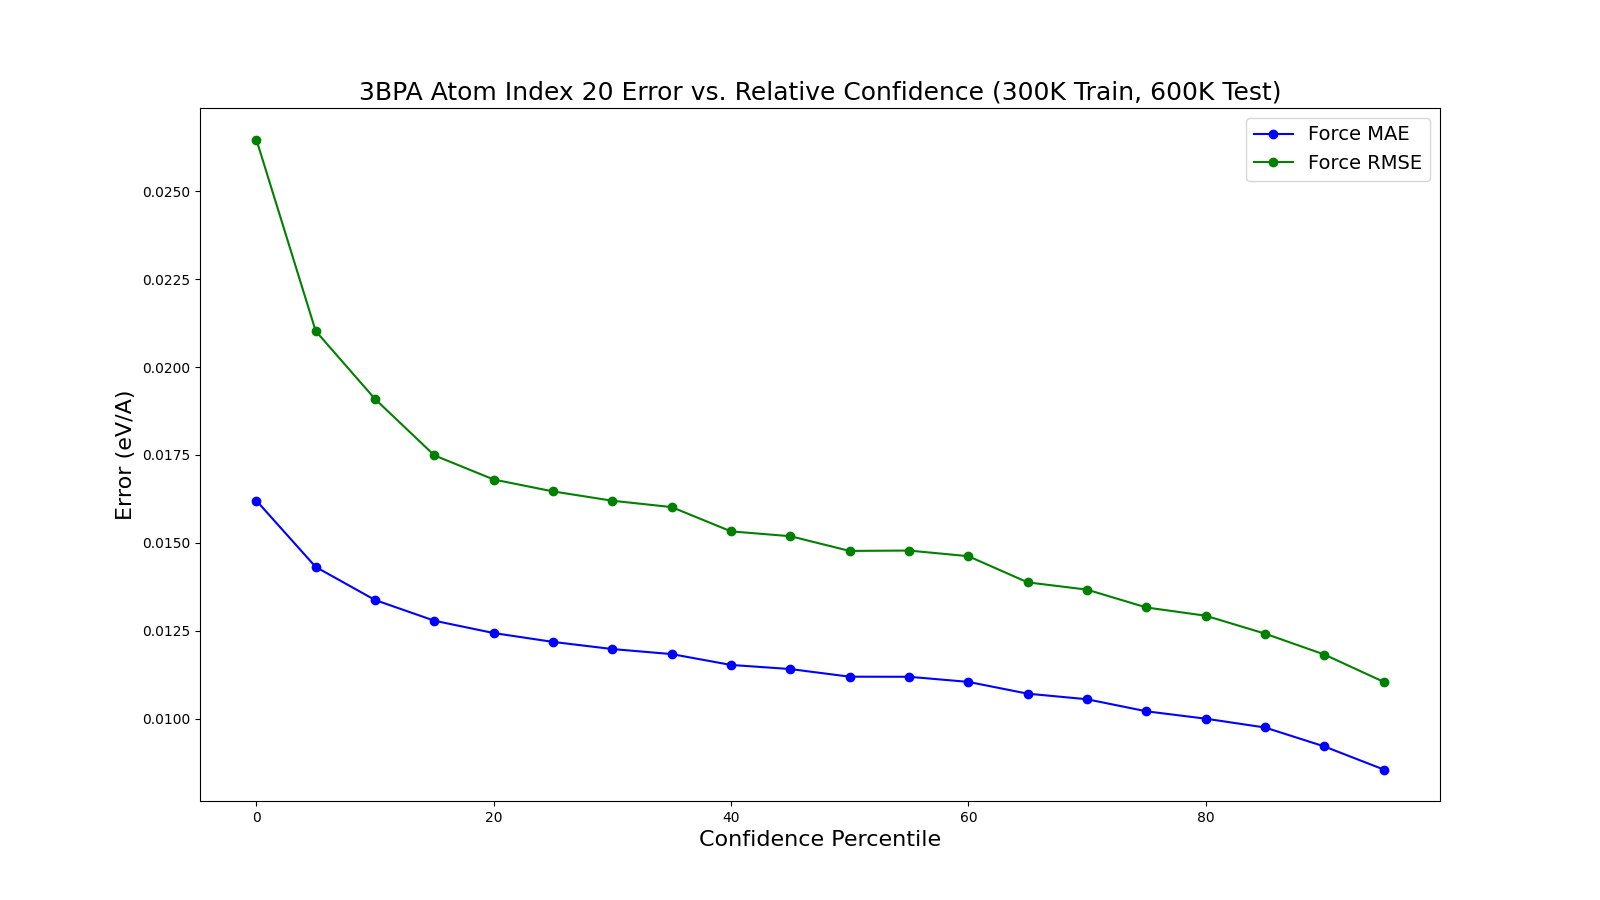 3BPA Atom Index 20 Error vs. Relative Confidence (300K Train, 600K Test)
Force MAE
Force RMSE
0.0250
0.0225
0.0200
0.0175
0.0150
0.0125
0.0100
Error (eV/A)
0 20 40 60 80
Confidence Percentile